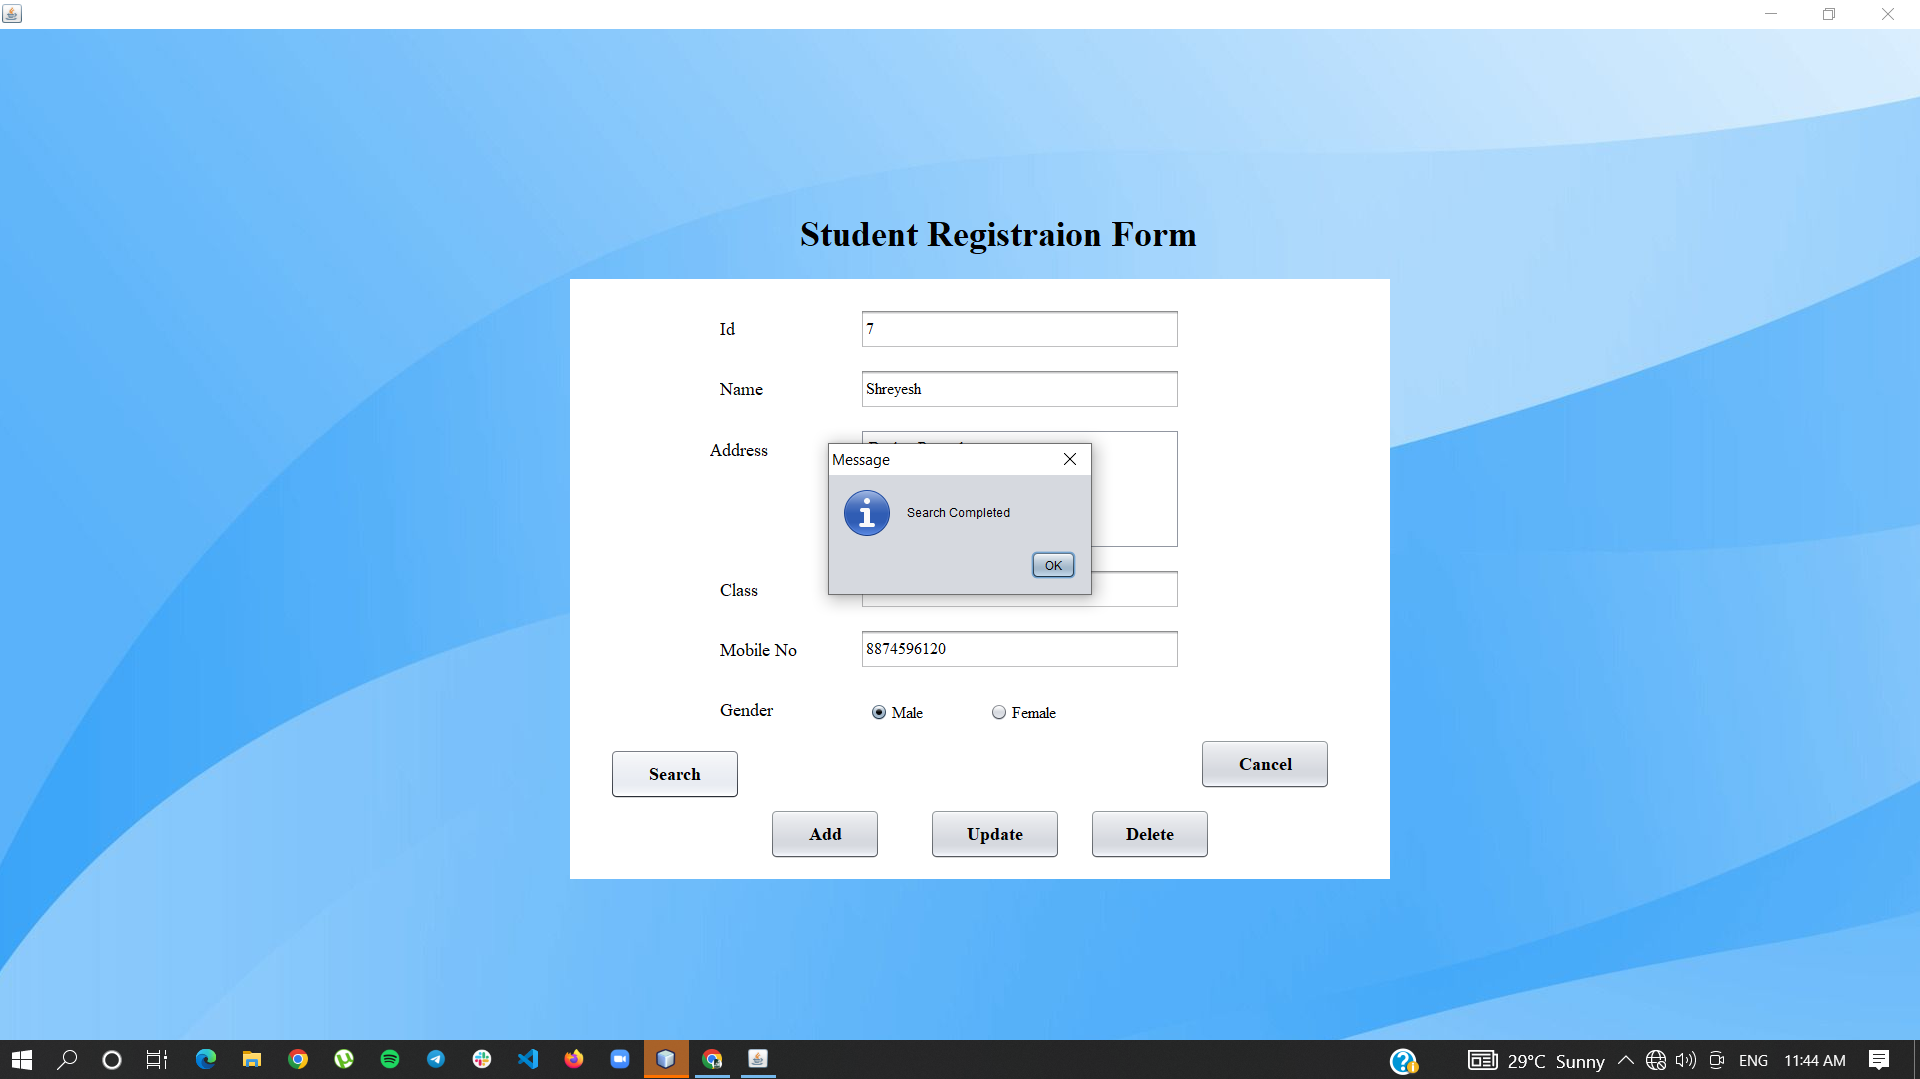 Student Registraion Form
Id
7
Name
Shreyesh
Address
Message
Search Completed
OK
Class
Mobile No
8874596120
Gender
Male
Female
Search
Cancel
Add
Update
Delete
29°C Sunny
ENG
11:44 AM